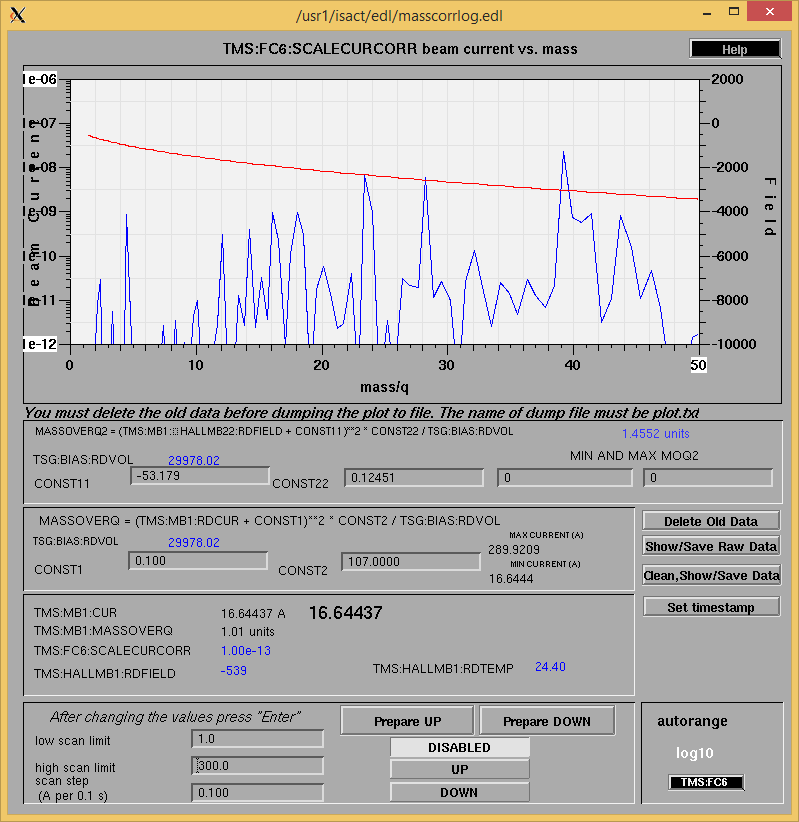 /usr1/isact/edl/masscorrlog.edl
TMS:FC6:SCALECURCORR beam current vs. mass
Help
1e-06
1e-07
1e-08
1e-09
1e-10
1e-11
1e-12
Beam Current
2000
0
-2000
-4000
-6000
-8000
-10000
Field
0 10 20 30 40 50
mass/q
You must delete the old data before dumping the plot to file. The name of dump file must be plot.txt
MASSOVERQ2 = (TMS:MB1: HALLMB22:RDFIELD + CONST11)**2 * CONST22 / TSG:BIAS:RDVOL
1.4552 units
TSG:BIAS:RDVOL 29978.02
MIN AND MAX MOQ2
CONST11 -53.179 CONST22 0.12451 0 0
MASSOVERQ = (TMS:MB1:RDCUR + CONST1)**2 * CONST2 / TSG:BIAS:RDVOL
TSG:BIAS:RDVOL 29978.02
MAX CURRENT (A)
289.9209
CONST1 0.100 CONST2 107.0000
MIN CURRENT (A)
16.6444
Delete Old Data
Show/Save Raw Data
Clean,Show/Save Data
Set timestamp
TMS:MB1:CUR 16.64437 A 16.64437
TMS:MB1:MASSOVERQ 1.01 units
TMS:FC6:SCALECURCORR 1.00e-13
TMS:HALLMB1:RDFIELD -539
TMS:HALLMB1:RDTEMP 24.40
After changing the values press "Enter"
low scan limit 1.0
high scan limit 300.0
scan step
(A per 0.1 s) 0.100
Prepare UP
Prepare DOWN
DISABLED
UP
DOWN
autorange
log10
TMS:FC6